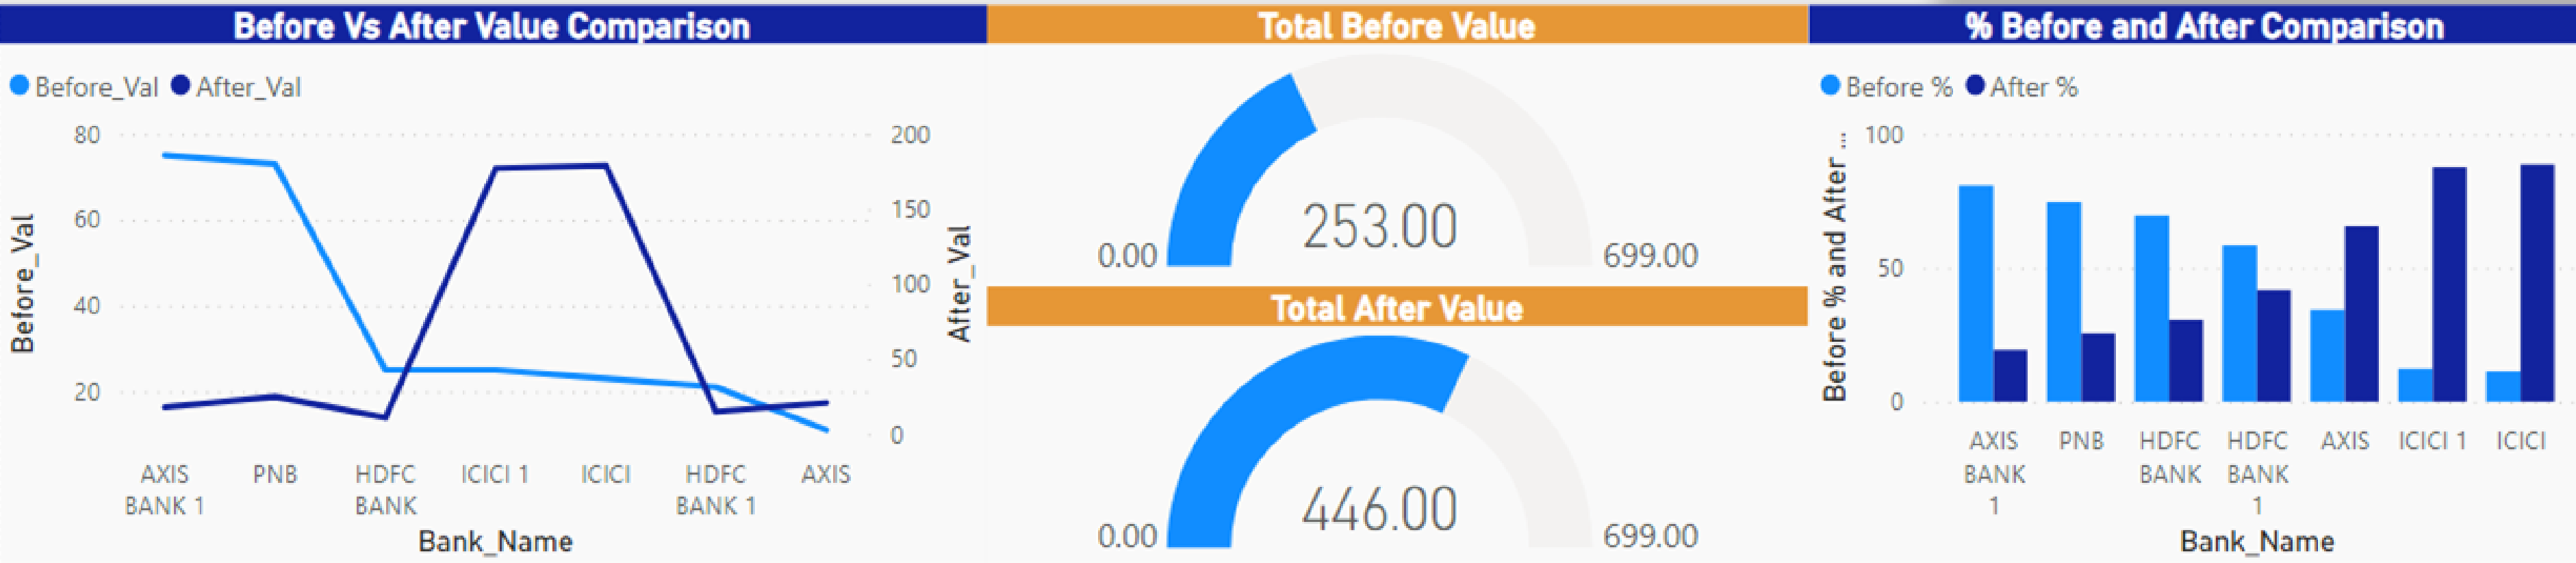 Before Vs After Value Comparison
Before_Val After_Val
80
60
40
20
Before_Val
200
150
100
50
0
After_Val
AXIS BANK 1
PNB
HDFC BANK
ICICI 1
ICICI
HDFC BANK 1
AXIS
Bank_Name
Total Before Value
253.00
0.00
699.00
Total After Value
446.00
0.00
699.00
% Before and After Comparison
Before % After %
Before % and After ...
100
50
0
AXIS BANK 1
PNB
HDFC BANK
HDFC BANK 1
AXIS
ICICI 1
ICICI
Bank_Name